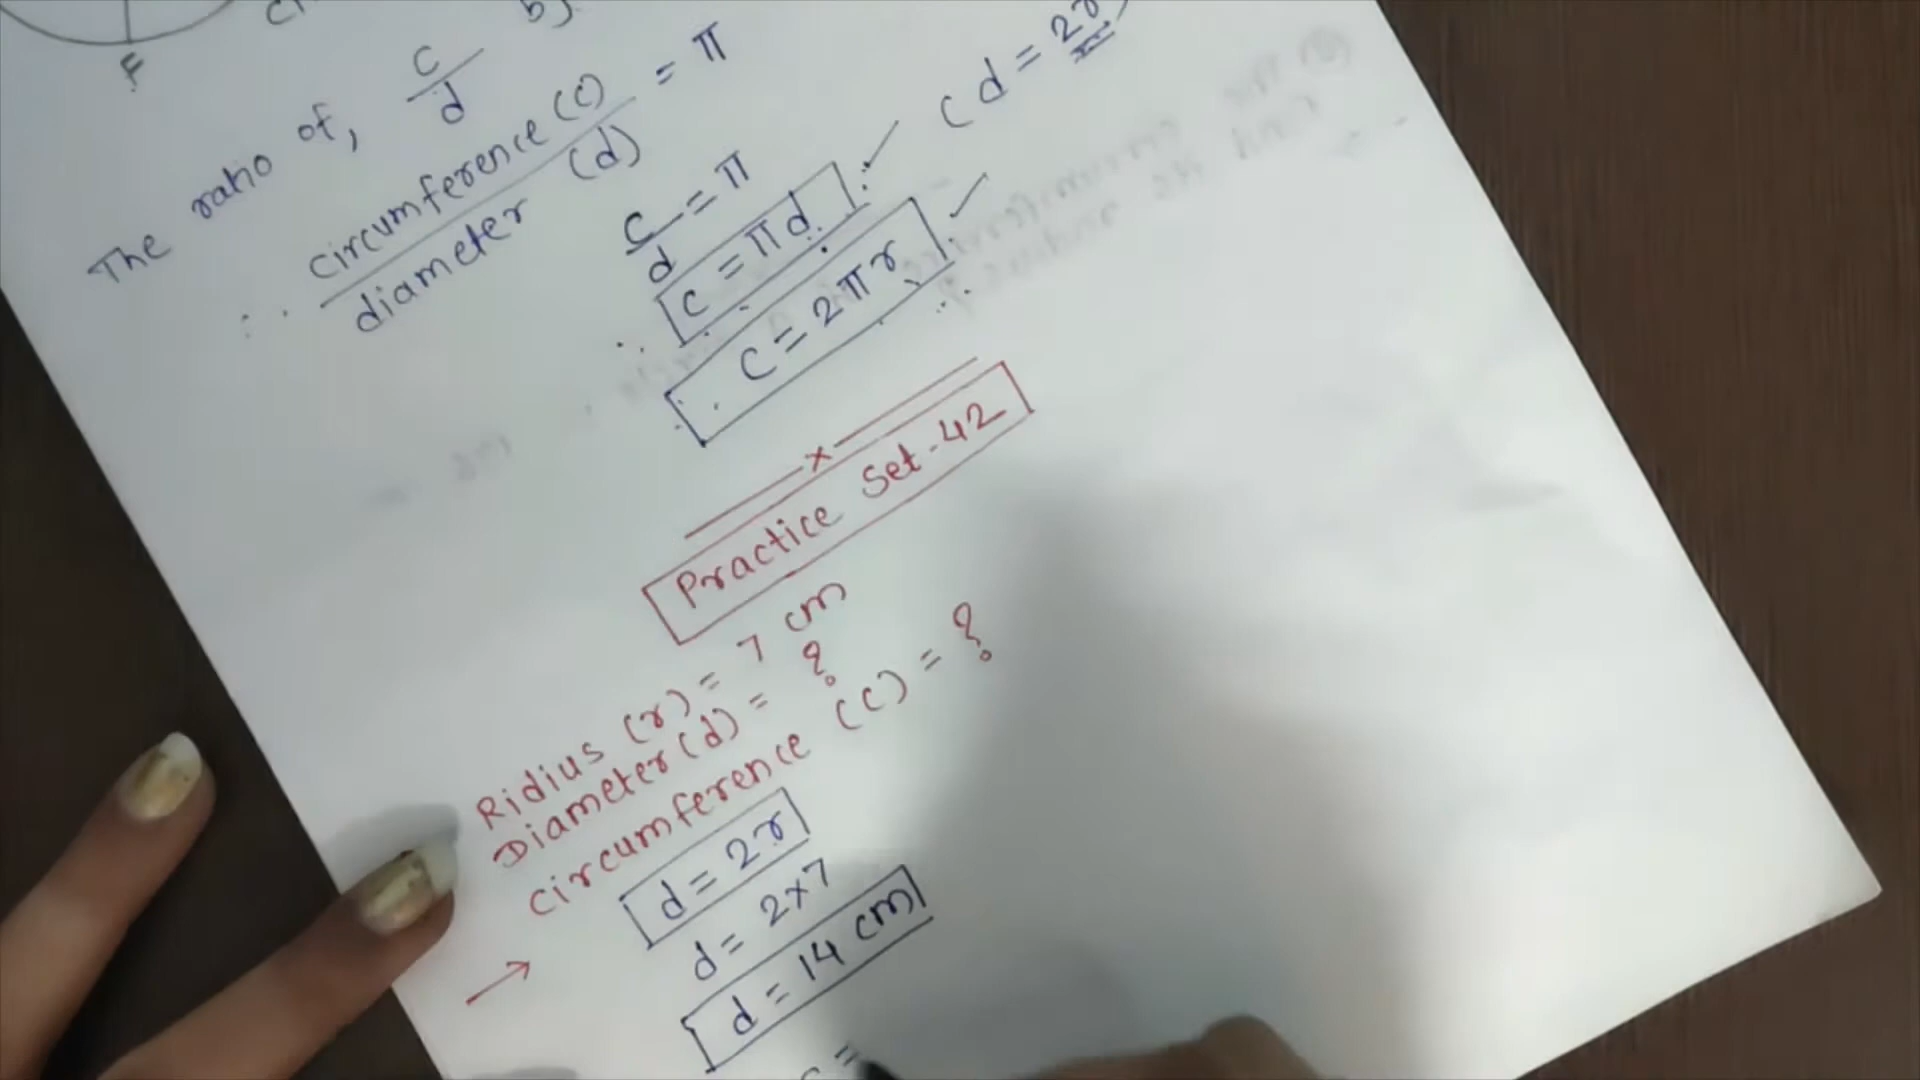 F
The ratio of, C/d
∴ Circumference (C) / diameter (d) = π
C/d = π
∴ C = πd (d = 2r)
C = 2πr
x
Practice Set-42
Ridius (r) = 7 cm
Diameter (d) = ?
Circumference (C) = ?
→ d = 2r
d = 2×7
d = 14 cm
C =